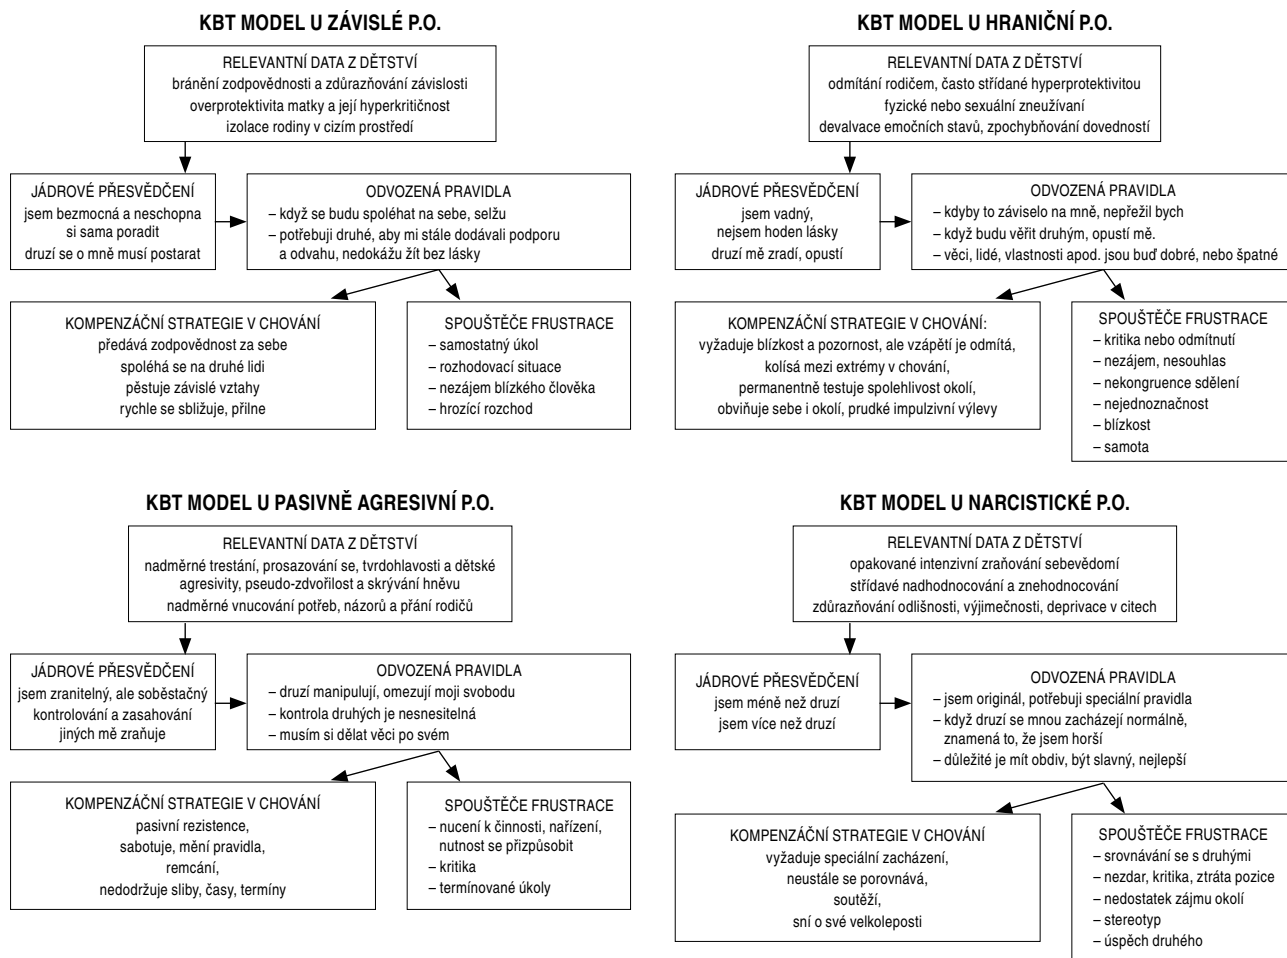 KBT MODEL U ZÁVISLÉ P.O.
RELEVANTNÍ DATA Z DĚTSTVÍ
bránění zodpovědnosti a zdůrazňování závislosti
overprotektivita matky a její hyperkritičnost
izolace rodiny v cizím prostředí
JÁDROVÉ PŘESVĚDČENÍ
jsem bezmocná a neschopna
si sama poradit
druzí se o mně musí postarat
ODVOZENÁ PRAVIDLA
– když se budu spoléhat na sebe, selžu
– potřebuji druhé, aby mi stále dodávali podporu
a odvahu, nedokážu žít bez lásky
KOMPENZÁČNÍ STRATEGIE V CHOVÁNÍ
předává zodpovědnost za sebe
spoléhá se na druhé lidi
pěstuje závislé vztahy
rychle se sbližuje, přilne
SPOUŠTĚČE FRUSTRACE
– samostatný úkol
– rozhodovací situace
– nezájem blízkého člověka
– hrozící rozchod
KBT MODEL U HRANIČNÍ P.O.
RELEVANTNÍ DATA Z DĚTSTVÍ
odmítání rodičem, často střídané hyperprotektivitou
fyzické nebo sexuální zneužívaní
devalvace emočních stavů, zpochybňování dovedností
JÁDROVÉ PŘESVĚDČENÍ
jsem vadný,
nejsem hoden lásky
druzí mě zradí, opustí
ODVOZENÁ PRAVIDLA
– kdyby to záviselo na mně, nepřežil bych
– když budu věřit druhým, opustí mě.
– věci, lidé, vlastnosti apod. jsou buď dobré, nebo špatné
KOMPENZÁČNÍ STRATEGIE V CHOVÁNÍ:
vyžaduje blízkost a pozornost, ale vzápětí je odmítá,
kolísá mezi extrémy v chování,
permanentně testuje spolehlivost okolí,
obviňuje sebe i okolí, prudké impulzivní výlevy
SPOUŠTĚČE FRUSTRACE
– kritika nebo odmítnutí
– nezájem, nesouhlas
– nekongruence sdělení
– nejednoznačnost
– blízkost
– samota
KBT MODEL U PASIVNĚ AGRESIVNÍ P.O.
RELEVANTNÍ DATA Z DĚTSTVÍ
nadměrné trestání, prosazování se, tvrdohlavosti a dětské
agresivity, pseudo-zdvořilost a skrývání hněvu
nadměrné vnucování potřeb, názorů a přání rodičů
JÁDROVÉ PŘESVĚDČENÍ
jsem zranitelný, ale soběstačný
kontrolování a zasahování
jiných mě zraňuje
ODVOZENÁ PRAVIDLA
– druzí manipulují, omezují moji svobodu
– kontrola druhých je nesnesitelná
– musím si dělat věci po svém
KOMPENZÁČNÍ STRATEGIE V CHOVÁNÍ
pasivní rezistence,
sabotuje, mění pravidla,
remcání,
nedodržuje sliby, časy, termíny
SPOUŠTĚČE FRUSTRACE
– nucení k činnosti, nařízení,
nutnost se přizpůsobit
– kritika
– termínované úkoly
KBT MODEL U NARCISTICKÉ P.O.
RELEVANTNÍ DATA Z DĚTSTVÍ
opakované intenzivní zraňování sebevědomí
střídavé nadhodnocování a znehodnocování
zdůrazňování odlišnosti, výjimečnosti, deprivace v citech
JÁDROVÉ PŘESVĚDČENÍ
jsem méně než druzí
jsem více než druzí
ODVOZENÁ PRAVIDLA
– jsem originál, potřebuji speciální pravidla
– když druzí se mnou zacházejí normálně,
znamená to, že jsem horší
– důležité je mít obdiv, být slavný, nejlepší
KOMPENZÁČNÍ STRATEGIE V CHOVÁNÍ
vyžaduje speciální zacházení,
neustále se porovnává,
soutěží,
sní o své velkoleposti
SPOUŠTĚČE FRUSTRACE
– srovnávání se s druhými
– nezdar, kritika, ztráta pozice
– nedostatek zájmu okolí
– stereotyp
– úspěch druhého